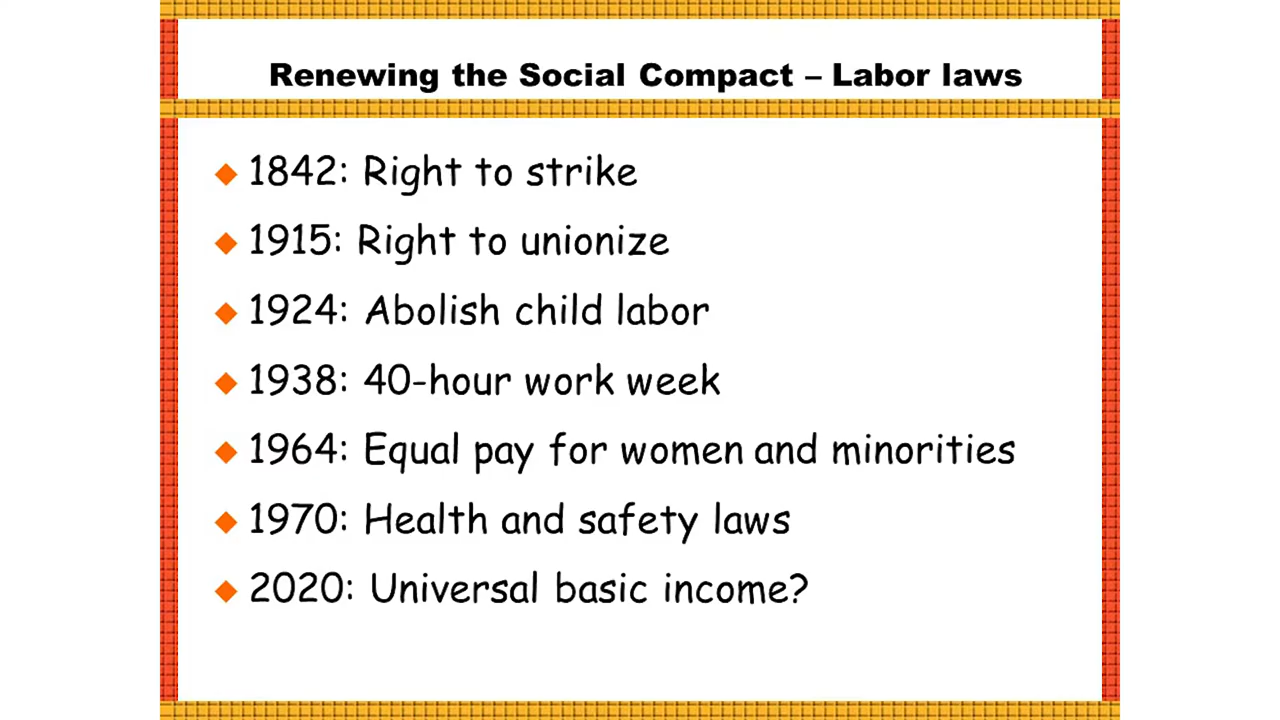 Renewing the Social Compact – Labor laws
1842: Right to strike
1915: Right to unionize
1924: Abolish child labor
1938: 40-hour work week
1964: Equal pay for women and minorities
1970: Health and safety laws
2020: Universal basic income?